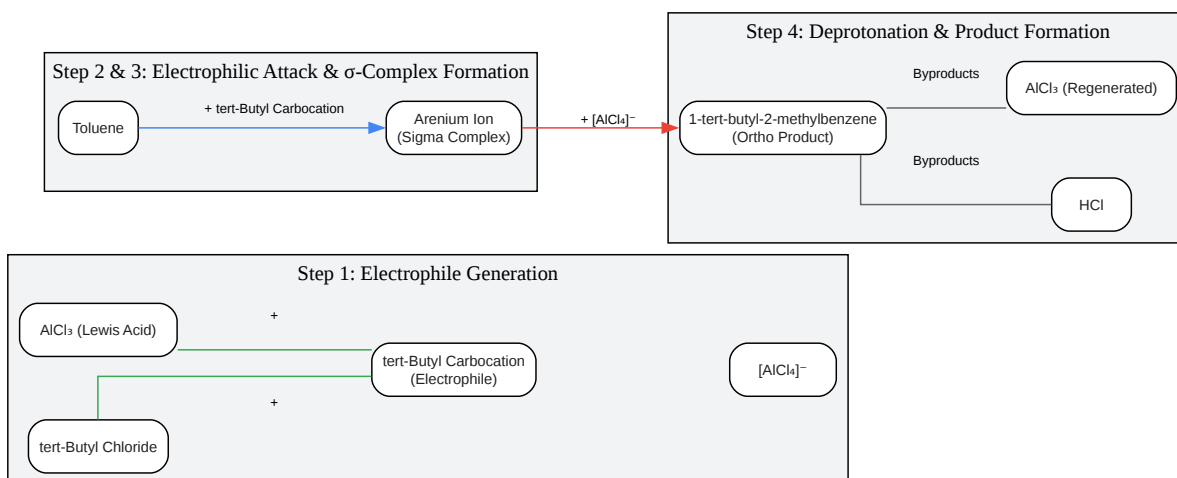 Step 4: Deprotonation & Product Formation
Step 2 & 3: Electrophilic Attack & σ-Complex Formation
Toluene
+ tert-Butyl Carbocation
Arenium Ion
(Sigma Complex)
+ [AlCl₄]⁻
1-tert-butyl-2-methylbenzene
(Ortho Product)
Byproducts
AlCl₃ (Regenerated)
Byproducts
HCl
Step 1: Electrophile Generation
AlCl₃ (Lewis Acid)
+
tert-Butyl Carbocation
(Electrophile)
[AlCl₄]⁻
+
tert-Butyl Chloride